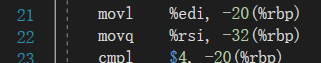 21 movl %edi, -20(%rbp)
22 movq %rsi, -32(%rbp)
23 cmpl $4, -20(%rbp)